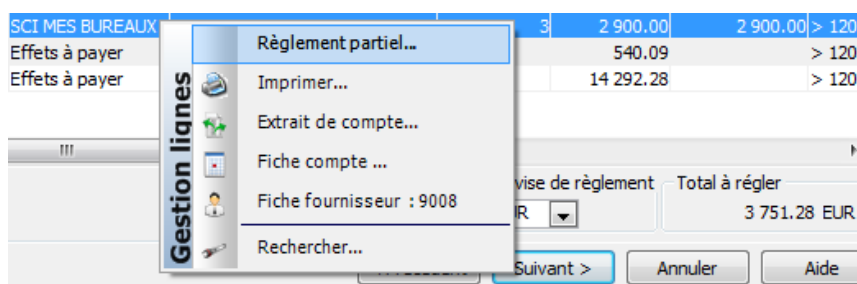 SCI MES BUREAUX 3 2 900.00 2 900.00 > 120
Effets à payer 540.09 > 120
Effets à payer 14 292.28 > 120
Gestion lignes
Règlement partiel...
Imprimer...
Extrait de compte...
Fiche compte ...
Fiche fournisseur : 9008
Rechercher...
vise de règlement Total à régler
R 3 751.28 EUR
Suivant > Annuler Aide